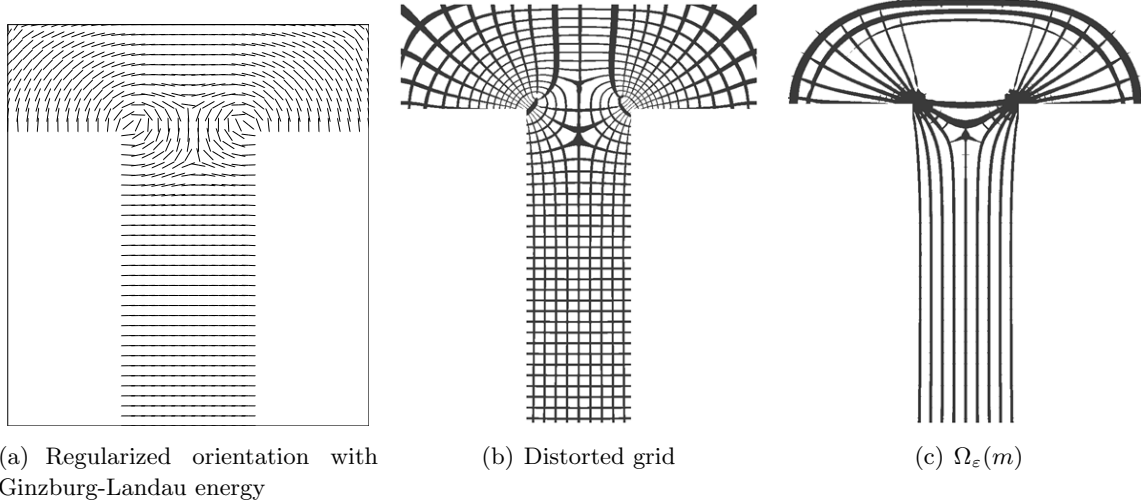 (a) Regularized orientation with
Ginzburg-Landau energy
(b) Distorted grid
(c) Ωε(m)